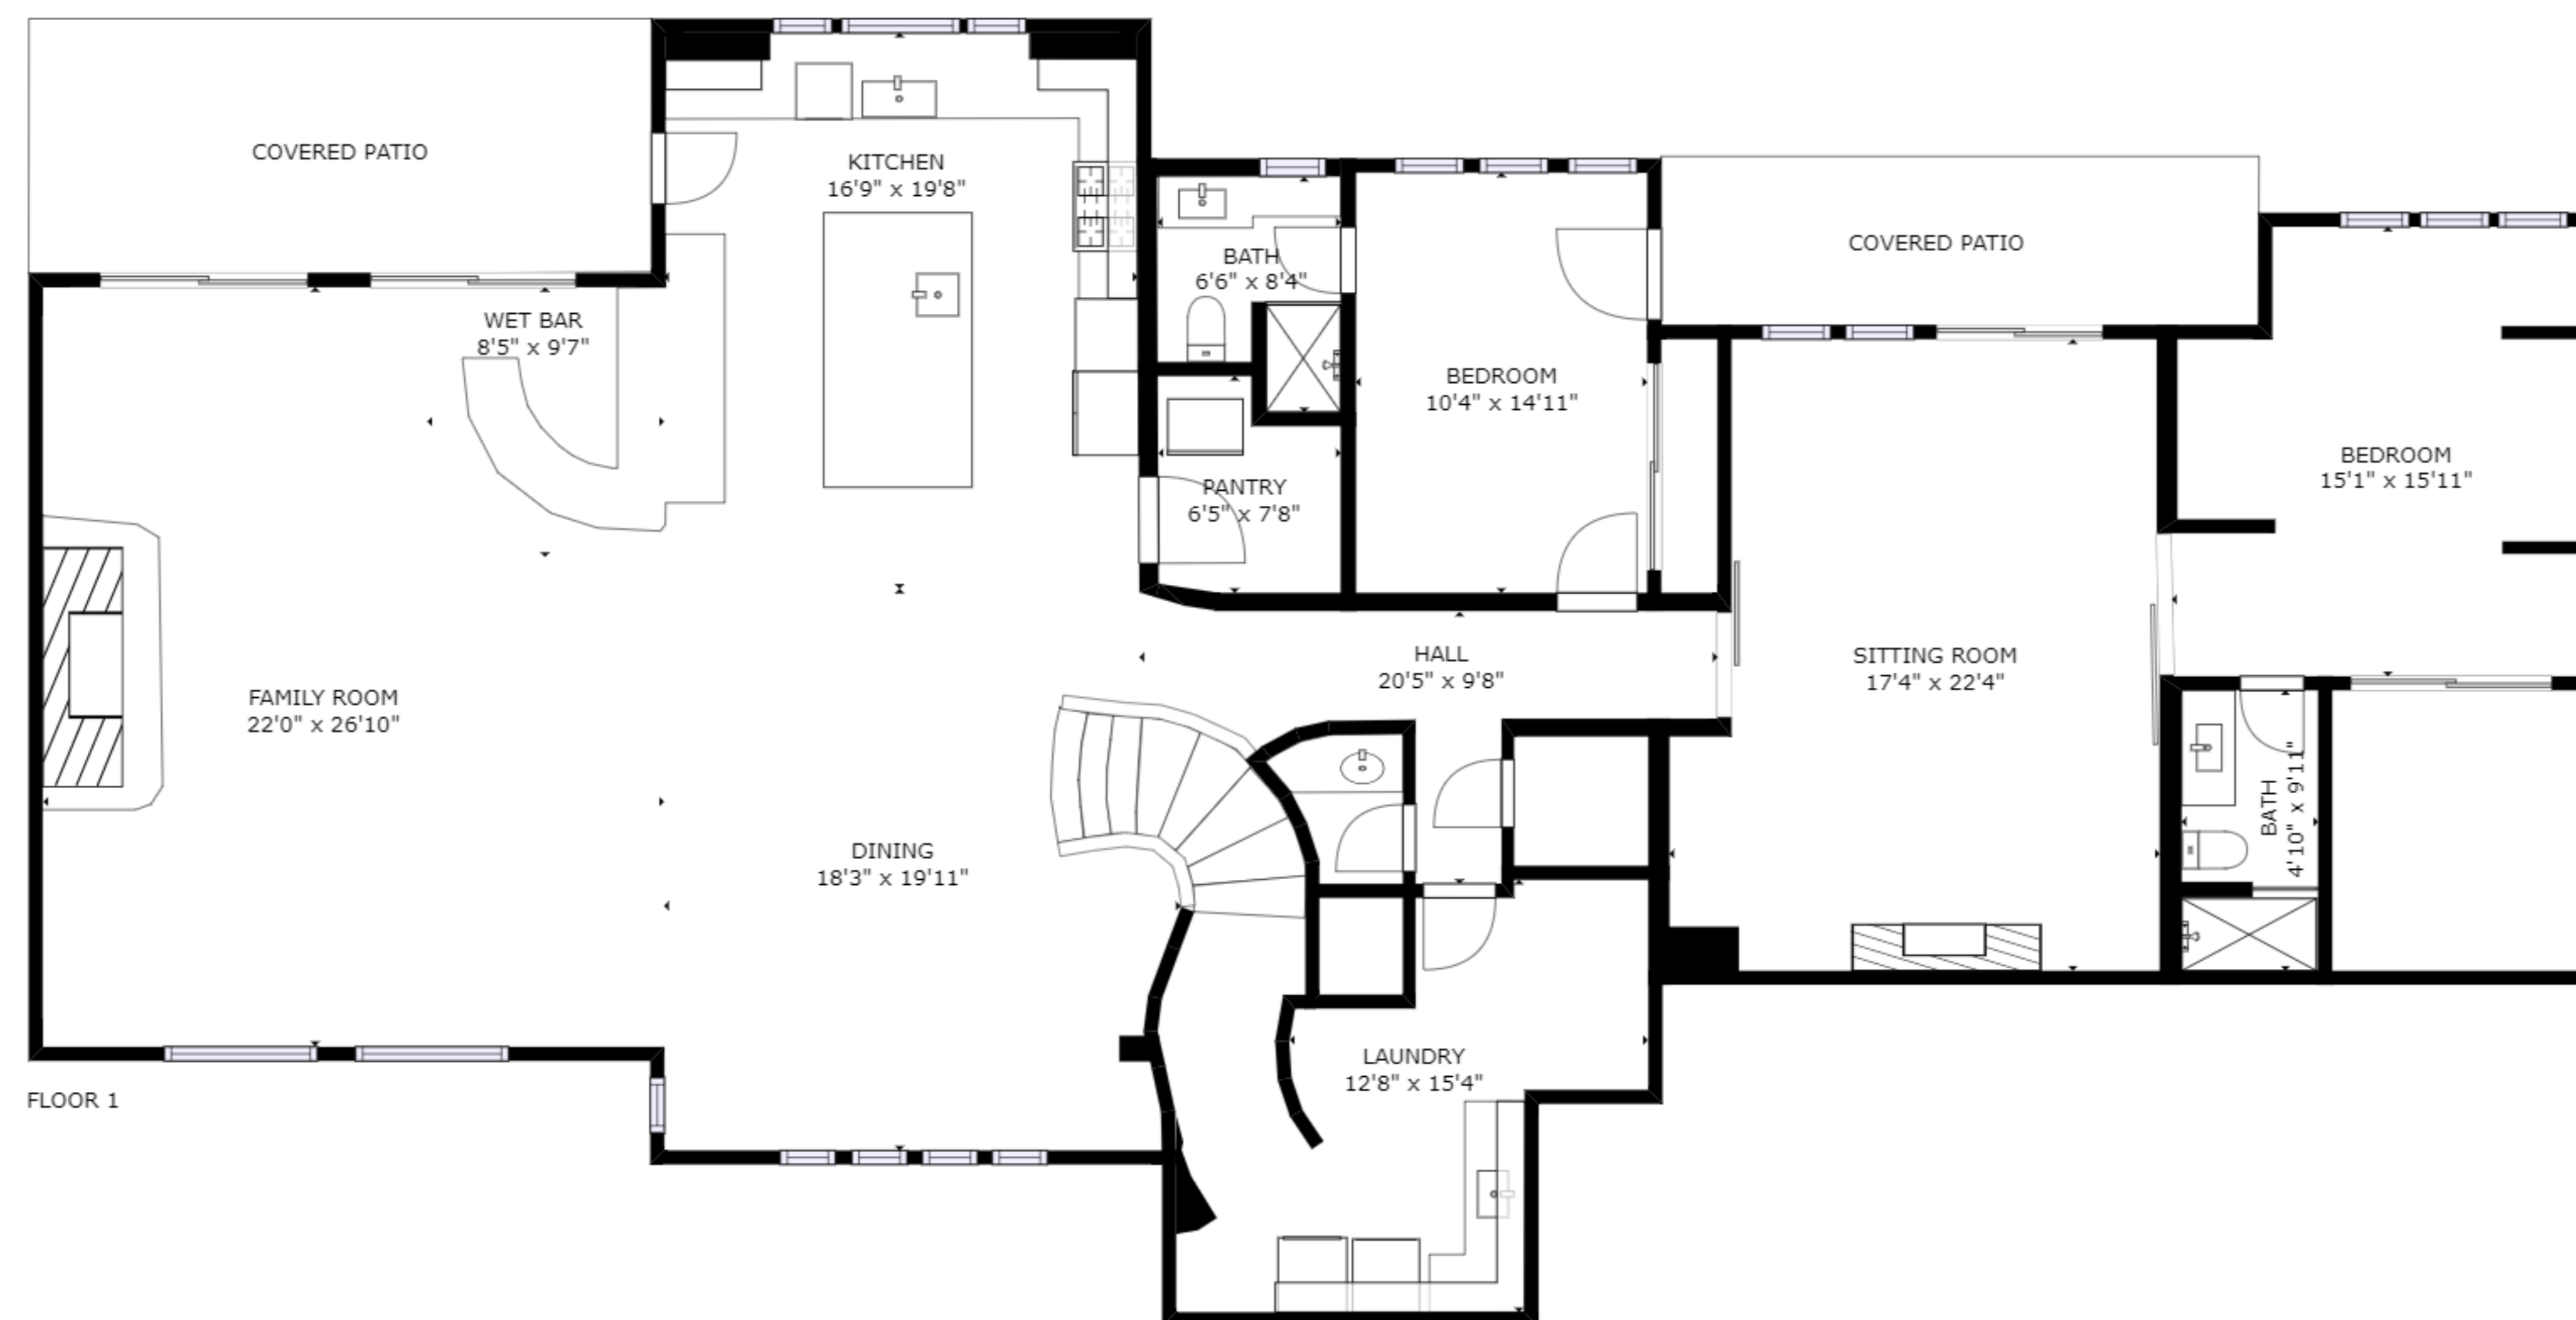 COVERED PATIO
KITCHEN
16'9" x 19'8"
BATH
6'6" x 8'4"
COVERED PATIO
WET BAR
8'5" x 9'7"
BEDROOM
10'4" x 14'11"
BEDROOM
15'1" x 15'11"
PANTRY
6'5" x 7'8"
HALL
20'5" x 9'8"
SITTING ROOM
17'4" x 22'4"
FAMILY ROOM
22'0" x 26'10"
BATH
4'10" x 9'11"
DINING
18'3" x 19'11"
LAUNDRY
12'8" x 15'4"
FLOOR 1